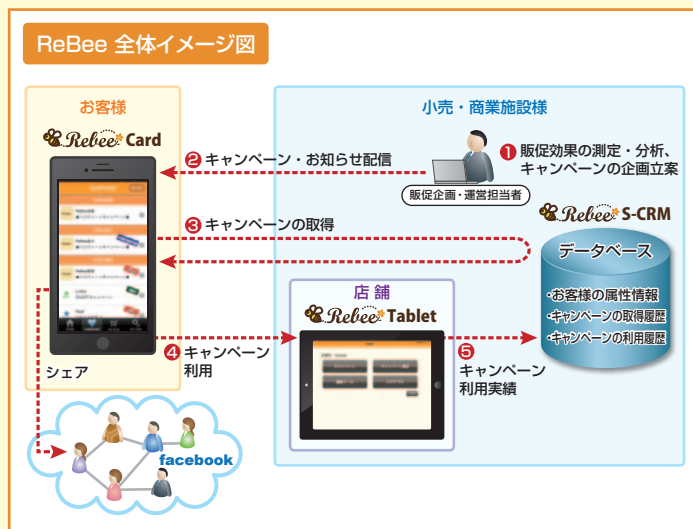 ReBee 全体イメージ図
お客様
Rebee Card
小売・商業施設様
❷ キャンペーン・お知らせ配信
❶ 販促効果の測定・分析、
キャンペーンの企画立案
販促企画・運営担当者
❸ キャンペーンの取得
Rebee S-CRM
データベース
・お客様の属性情報
・キャンペーンの取得履歴
・キャンペーンの利用履歴
店舗
Rebee Tablet
❹ キャンペーン
利用
❺
キャンペーン
利用実績
シェア
facebook